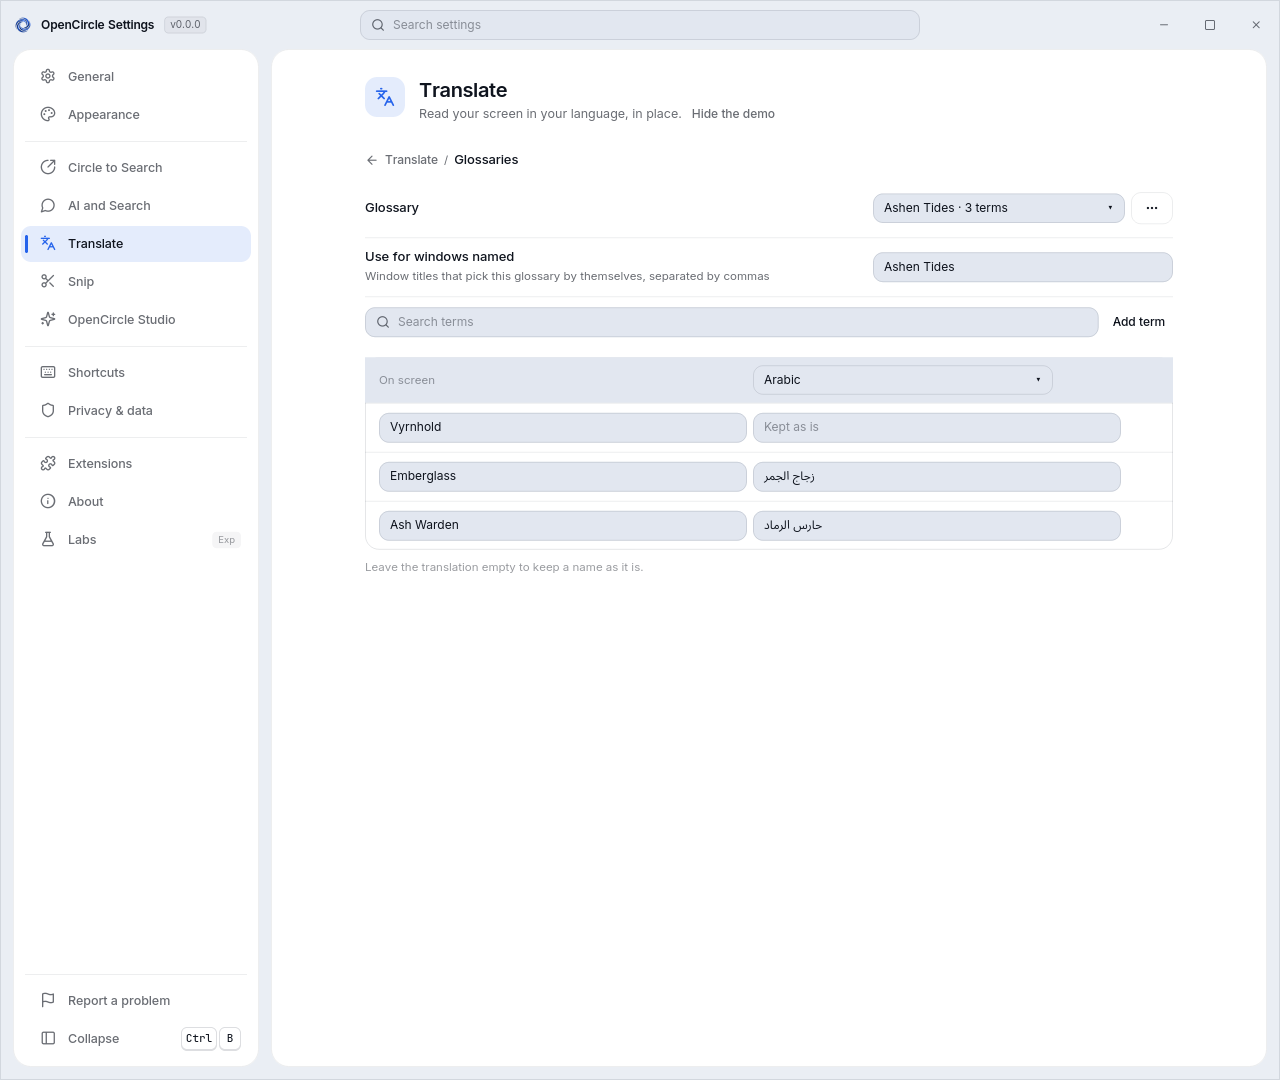 OpenCircle Settings v0.0.0
Search settings
General
Appearance
Circle to Search
AI and Search
Translate
Snip
OpenCircle Studio
Shortcuts
Privacy & data
Extensions
About
Labs Exp
Report a problem
Collapse Ctrl B
Translate
Read your screen in your language, in place. Hide the demo
Translate / Glossaries
Glossary Ashen Tides · 3 terms
Use for windows named
Window titles that pick this glossary by themselves, separated by commas
Ashen Tides
Search terms Add term
On screen Arabic
Vyrnhold Kept as is
Emberglass زجاج الجمر
Ash Warden حارس الرماد
Leave the translation empty to keep a name as it is.